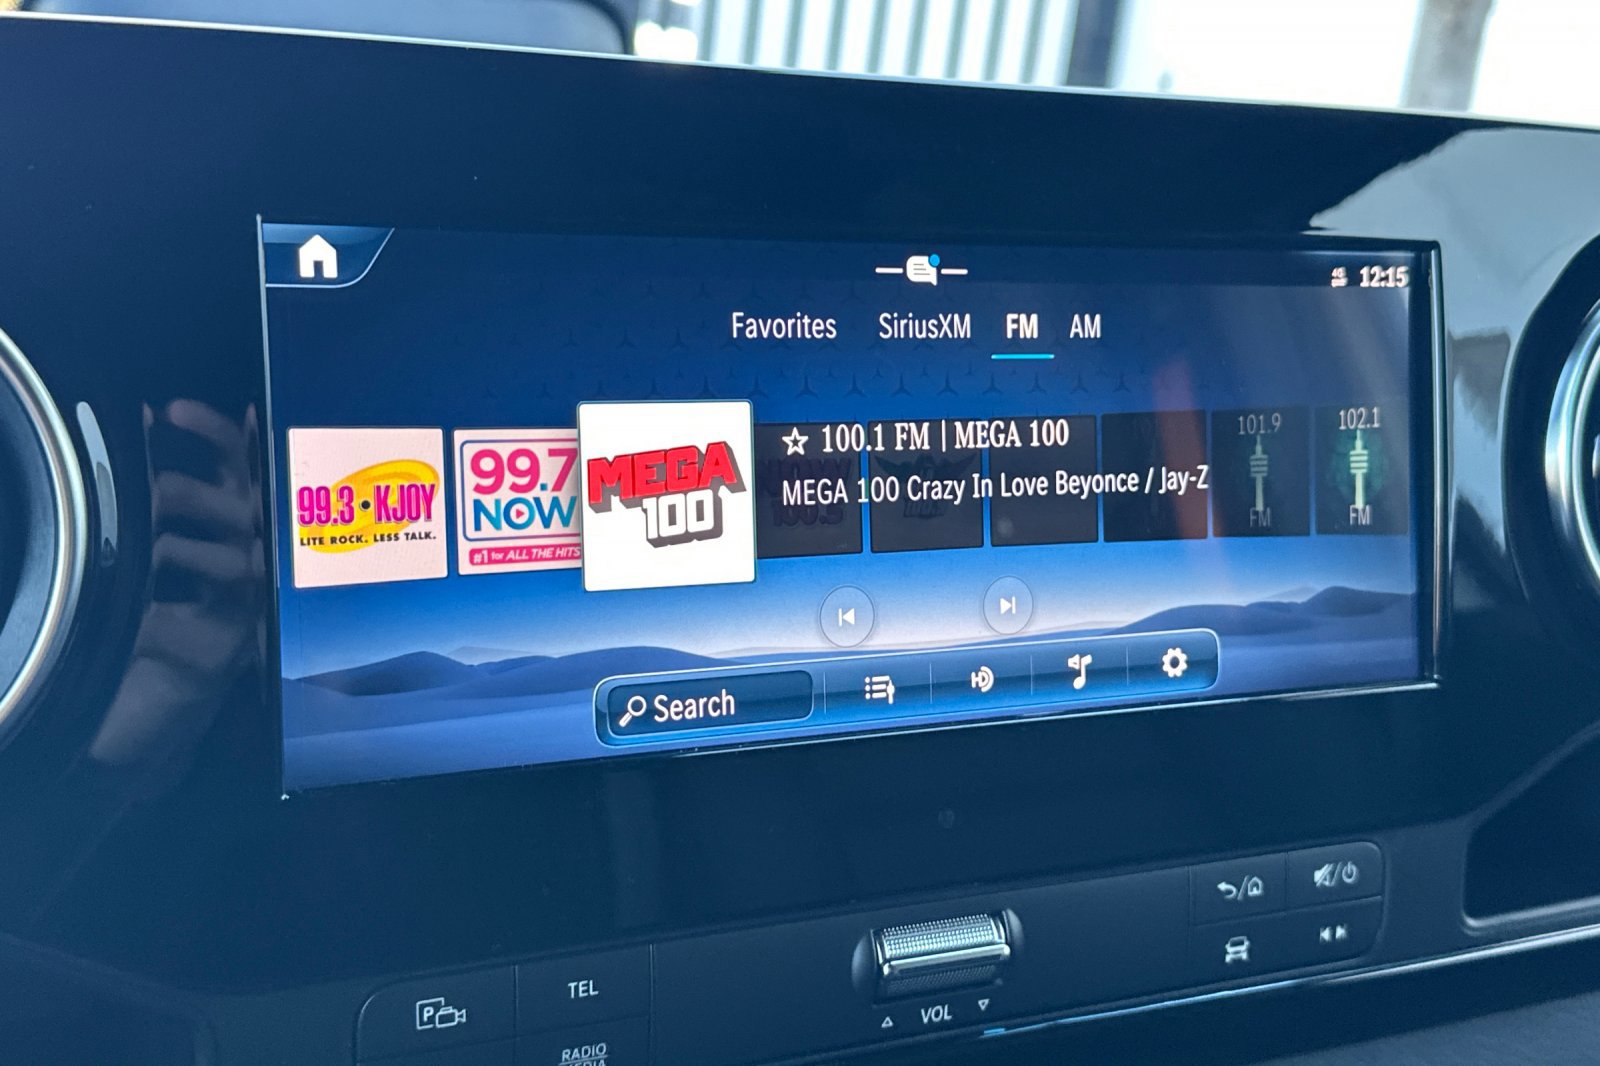 4G 12:15
Favorites SiriusXM FM AM
99.3 • KJOY
LITE ROCK. LESS TALK.
99.7
NOW
#1 for ALL THE HITS
MEGA
100
100.1 FM | MEGA 100
MEGA 100 Crazy In Love Beyonce / Jay-Z
101.9
FM
102.1
FM
Search
P
TEL
RADIO
VOL